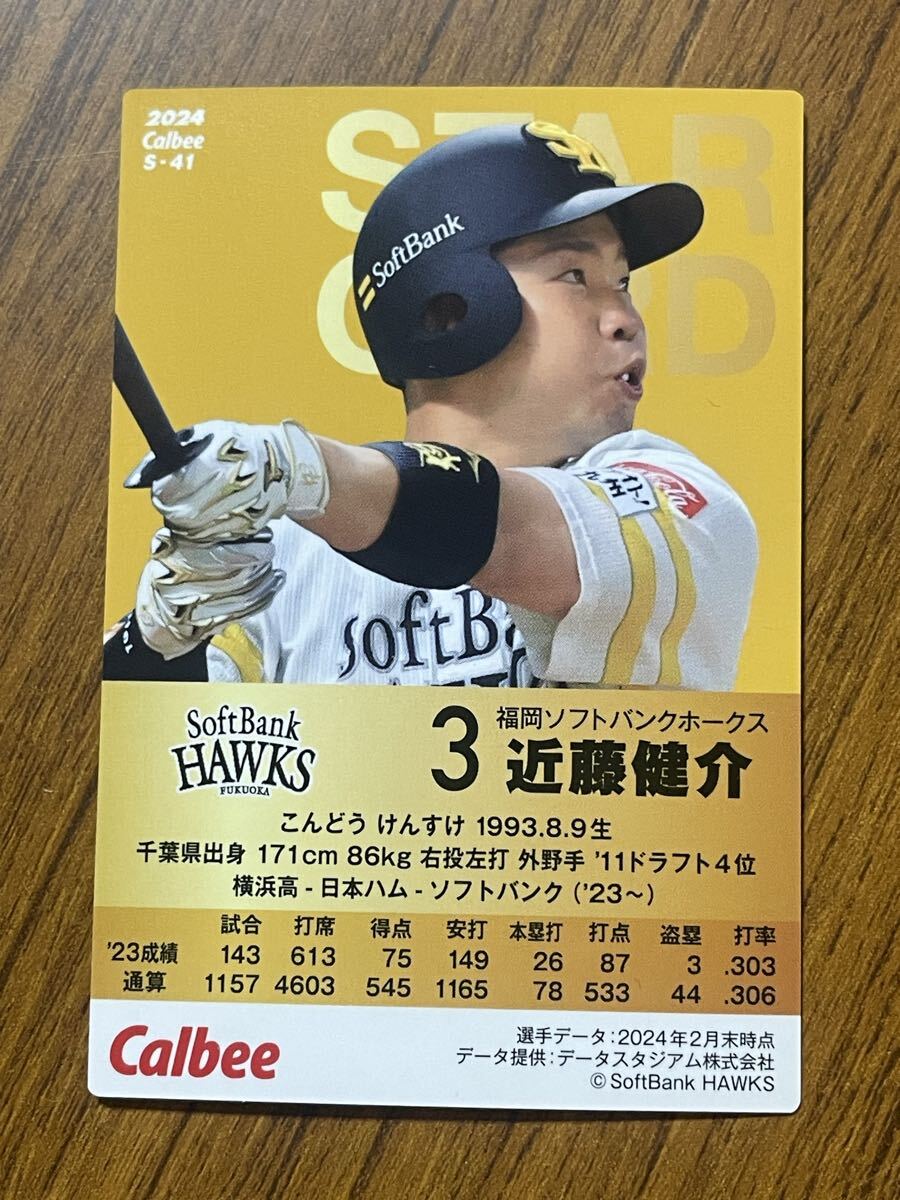 2024
Calbee
S-41
STAR
CARD
SoftBank
SoftBank
HAWKS
FUKUOKA
3
福岡ソフトバンクホークス
近藤健介
こんどう けんすけ 1993.8.9生
千葉県出身 171cm 86kg 右投左打 外野手 '11ドラフト4位
横浜高 - 日本ハム - ソフトバンク ('23～)
試合 打席 得点 安打 本塁打 打点 盗塁 打率
'23成績 143 613 75 149 26 87 3 .303
通算 1157 4603 545 1165 78 533 44 .306
Calbee
選手データ：2024年2月末時点
データ提供：データスタジアム株式会社
© SoftBank HAWKS